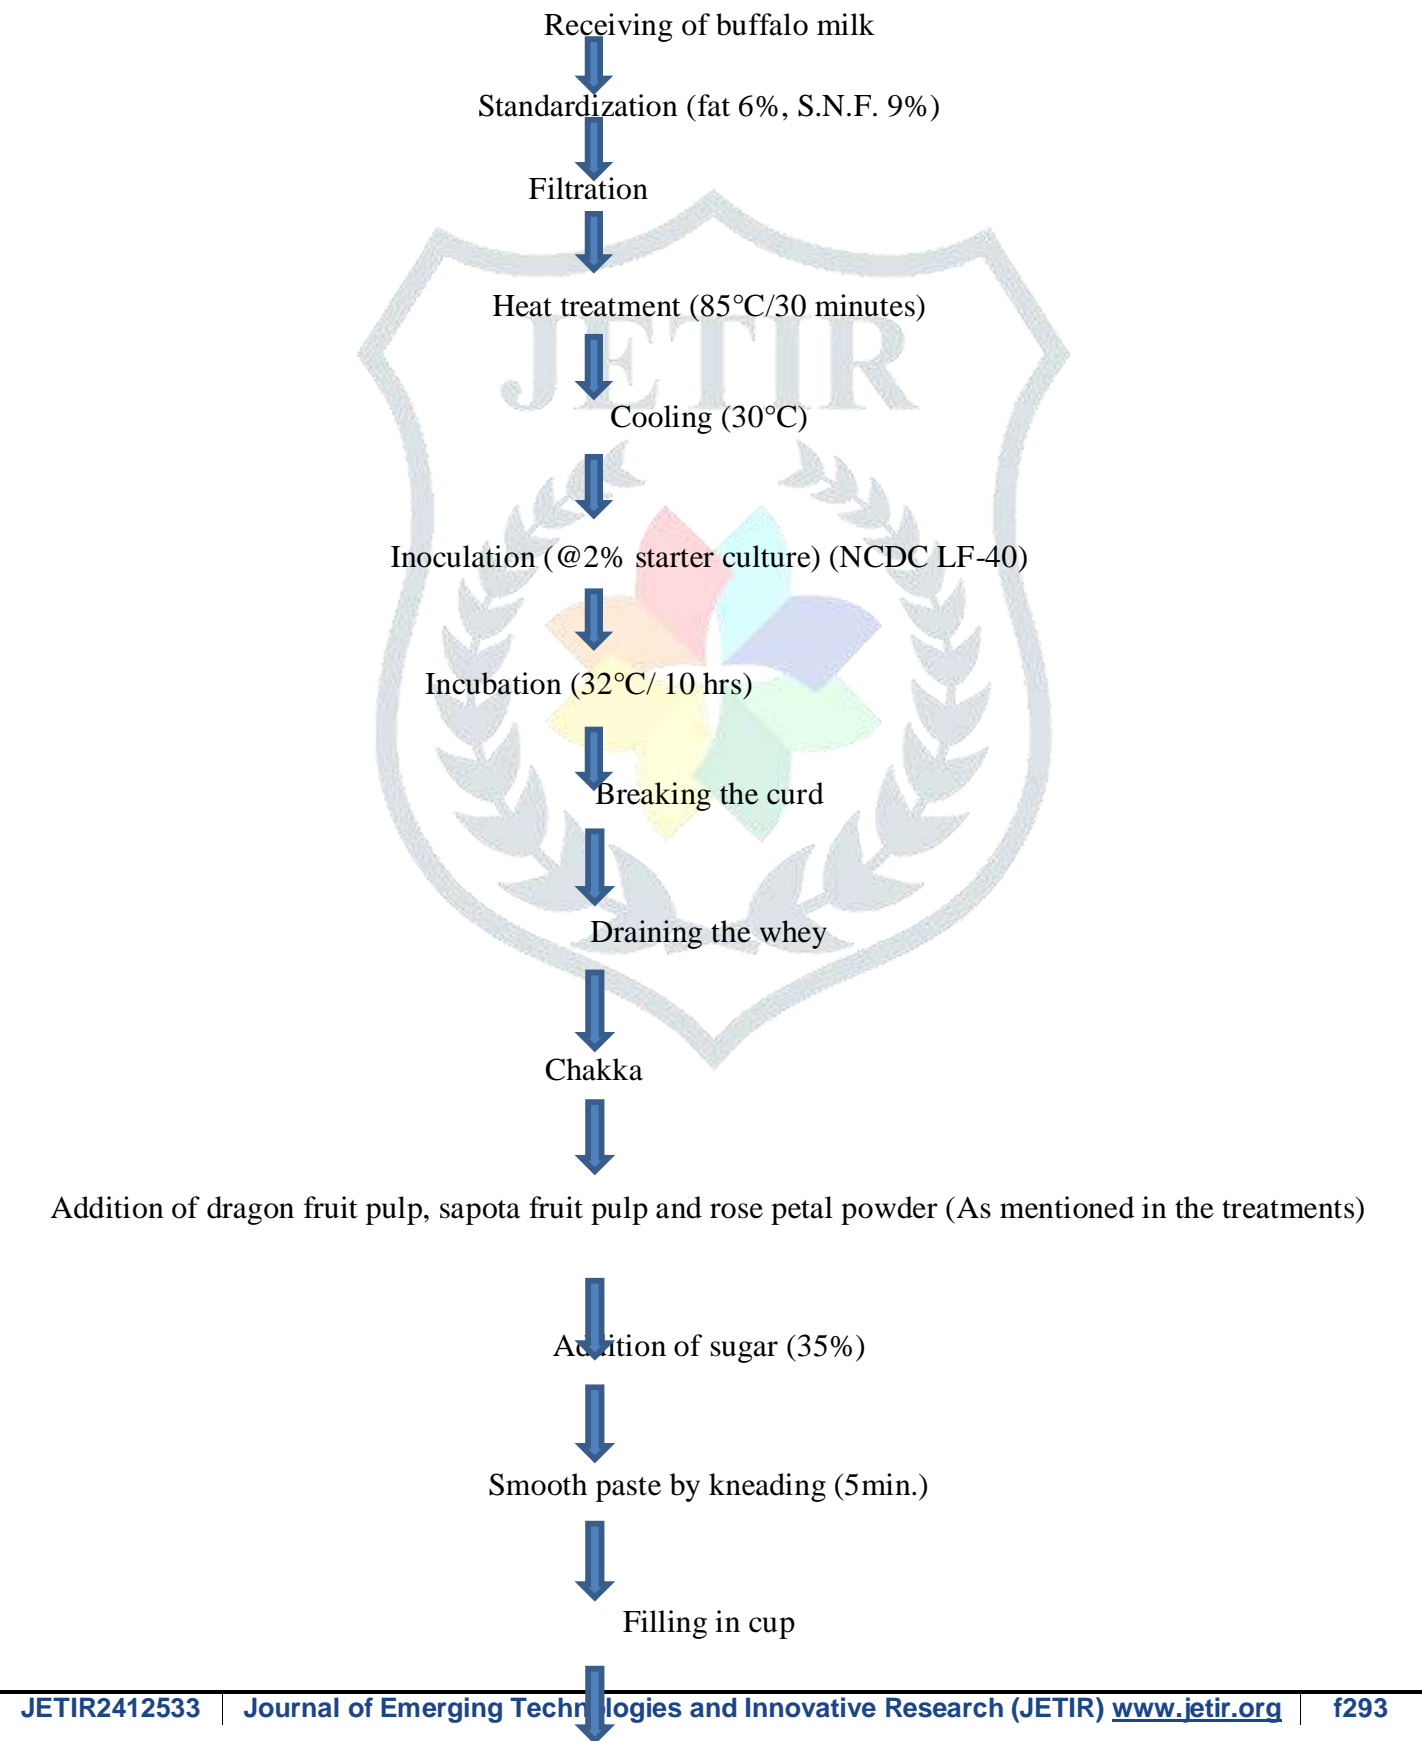 Receiving of buffalo milk
Standardization (fat 6%, S.N.F. 9%)
Filtration
Heat treatment (85°C/30 minutes)
JETIR
Cooling (30°C)
Inoculation (@2% starter culture) (NCDC LF-40)
Incubation (32°C/ 10 hrs)
Breaking the curd
Draining the whey
Chakka
Addition of dragon fruit pulp, sapota fruit pulp and rose petal powder (As mentioned in the treatments)
Addition of sugar (35%)
Smooth paste by kneading (5min.)
Filling in cup
JETIR2412533 Journal of Emerging Technologies and Innovative Research (JETIR) www.jetir.org f293